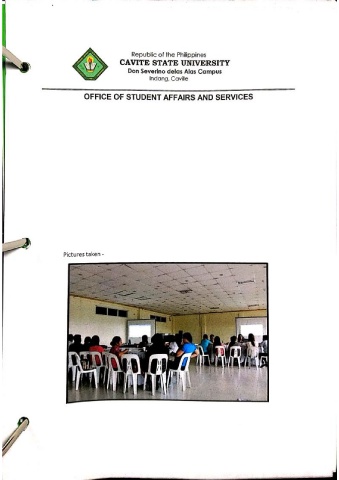 Republic of the Philippines
CAVITE STATE UNIVERSITY
Don Severino delas Alas Campus
Indang, Cavite
OFFICE OF STUDENT AFFAIRS AND SERVICES
Pictures taken -